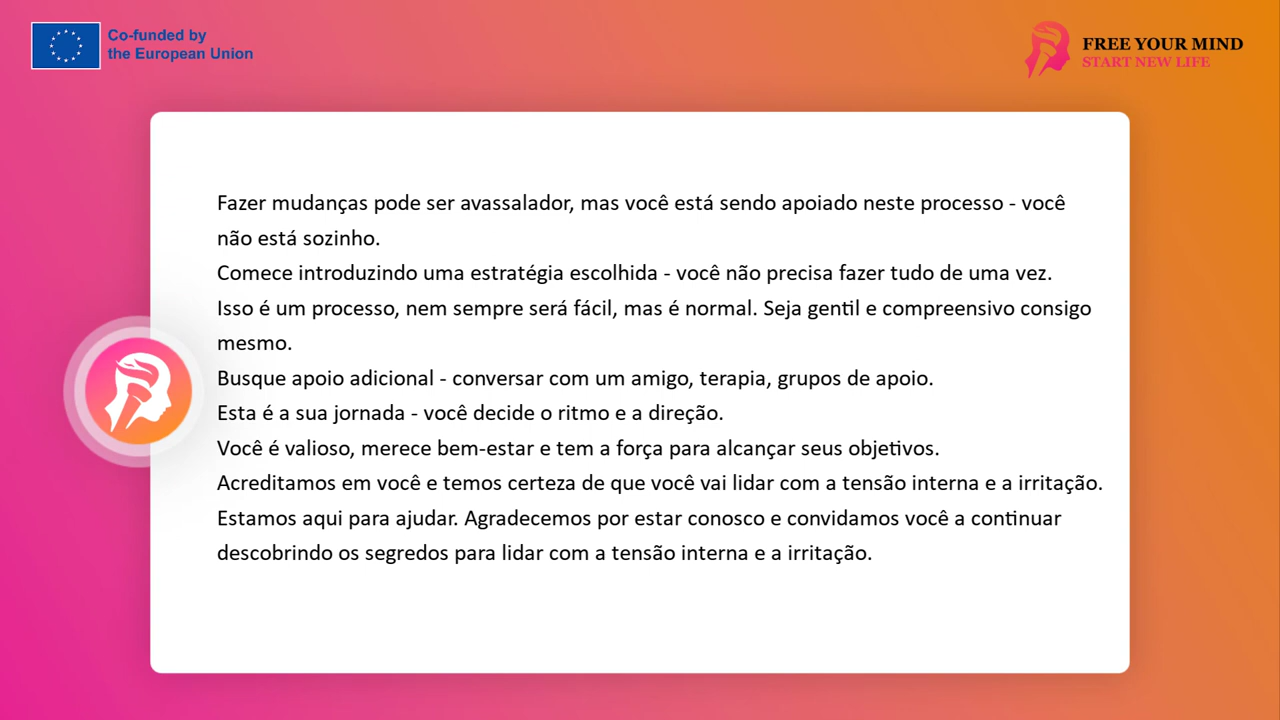 Co-funded by
the European Union
FREE YOUR MIND
START NEW LIFE
Fazer mudanças pode ser avassalador, mas você está sendo apoiado neste processo - você
não está sozinho.
Comece introduzindo uma estratégia escolhida - você não precisa fazer tudo de uma vez.
Isso é um processo, nem sempre será fácil, mas é normal. Seja gentil e compreensivo consigo
mesmo.
Busque apoio adicional - conversar com um amigo, terapia, grupos de apoio.
Esta é a sua jornada - você decide o ritmo e a direção.
Você é valioso, merece bem-estar e tem a força para alcançar seus objetivos.
Acreditamos em você e temos certeza de que você vai lidar com a tensão interna e a irritação.
Estamos aqui para ajudar. Agradecemos por estar conosco e convidamos você a continuar
descobrindo os segredos para lidar com a tensão interna e a irritação.